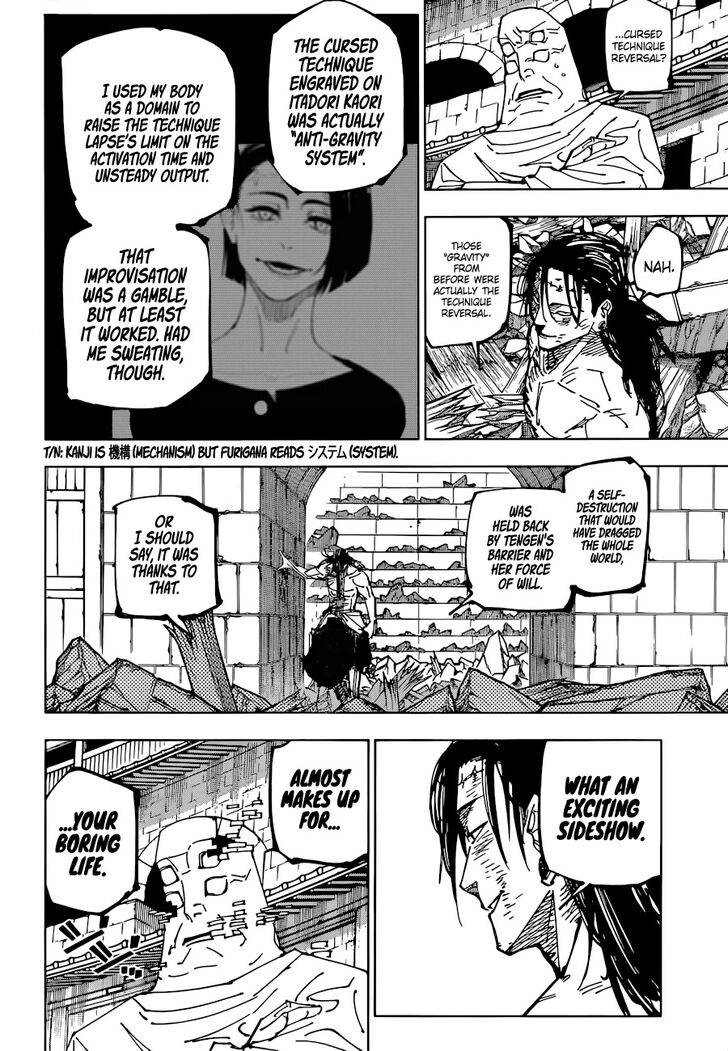 ...CURSED
TECHNIQUE
REVERSAL?
THE CURSED
TECHNIQUE
ENGRAVED ON
ITADORI KAORI
WAS ACTUALLY
"ANTI-GRAVITY
SYSTEM".
I USED MY BODY
AS A DOMAIN TO
RAISE THE TECHNIQUE
LAPSE'S LIMIT ON THE
ACTIVATION TIME AND
UNSTEADY OUTPUT.
THAT
IMPROVISATION
WAS A GAMBLE,
BUT AT LEAST
IT WORKED. HAD
ME SWEATING,
THOUGH.
NAH.
THOSE
"GRAVITY"
FROM
BEFORE WERE
ACTUALLY THE
TECHNIQUE
REVERSAL.
T/N: KANJI IS 機構 (MECHANISM) BUT FURIGANA READS システム (SYSTEM).
A SELF-
DESTRUCTION
THAT WOULD
HAVE DRAGGED
THE WHOLE
WORLD,
WAS
HELD BACK
BY TENGEN'S
BARRIER AND
HER FORCE
OF WILL.
OR
I SHOULD
SAY, IT WAS
THANKS TO
THAT.
WHAT AN
EXCITING
SIDESHOW.
ALMOST
MAKES UP
FOR...
...YOUR
BORING
LIFE.